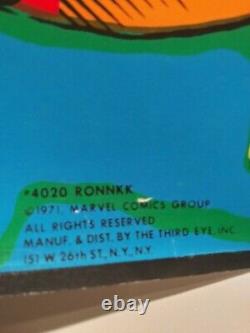 #4020 RONNKK
©1971, MARVEL COMICS GROUP
ALL RIGHTS RESERVED
MANUF. & DIST. BY THE THIRD EYE, INC.
151 W. 26th ST., N.Y., N.Y.